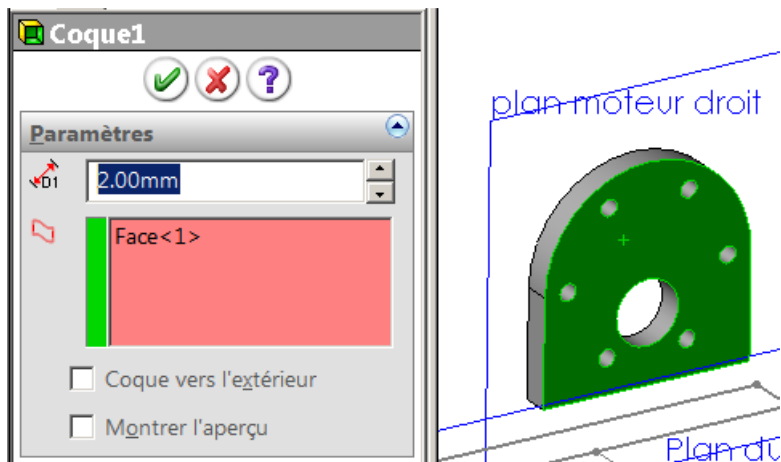 Coque1
?
Paramètres
D1
2.00mm
Face<1>
Coque vers l'extérieur
Montrer l'aperçu
plan moteur droit
Plan du